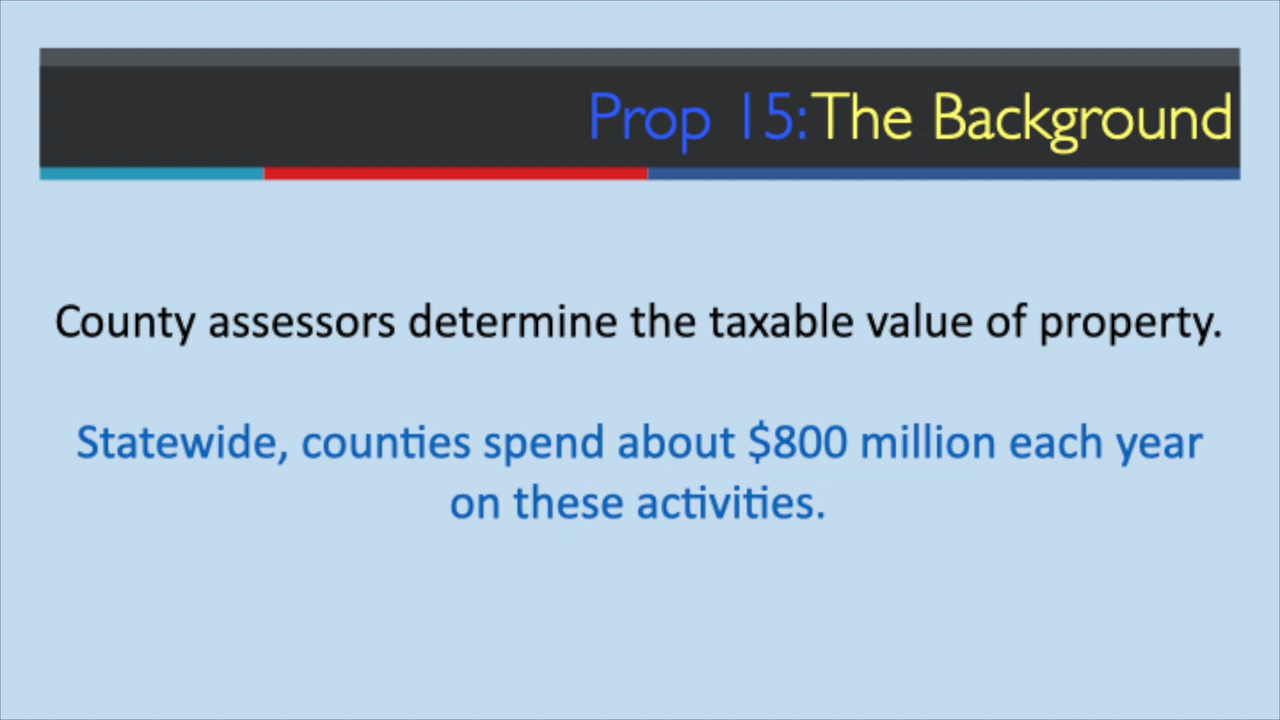 Prop 15: The Background
County assessors determine the taxable value of property.
Statewide, counties spend about $800 million each year
on these activities.